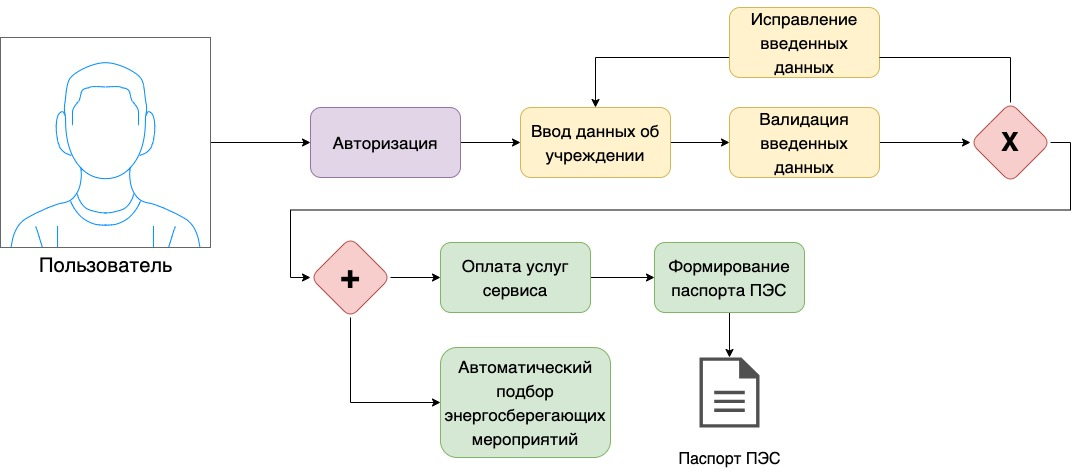 Исправление
введенных
данных
Пользователь
Авторизация
Ввод данных об
учреждении
Валидация
введенных
данных
X
+
Оплата услуг
сервиса
Формирование
паспорта ПЭС
Автоматический
подбор
энергосберегающих
мероприятий
Паспорт ПЭС